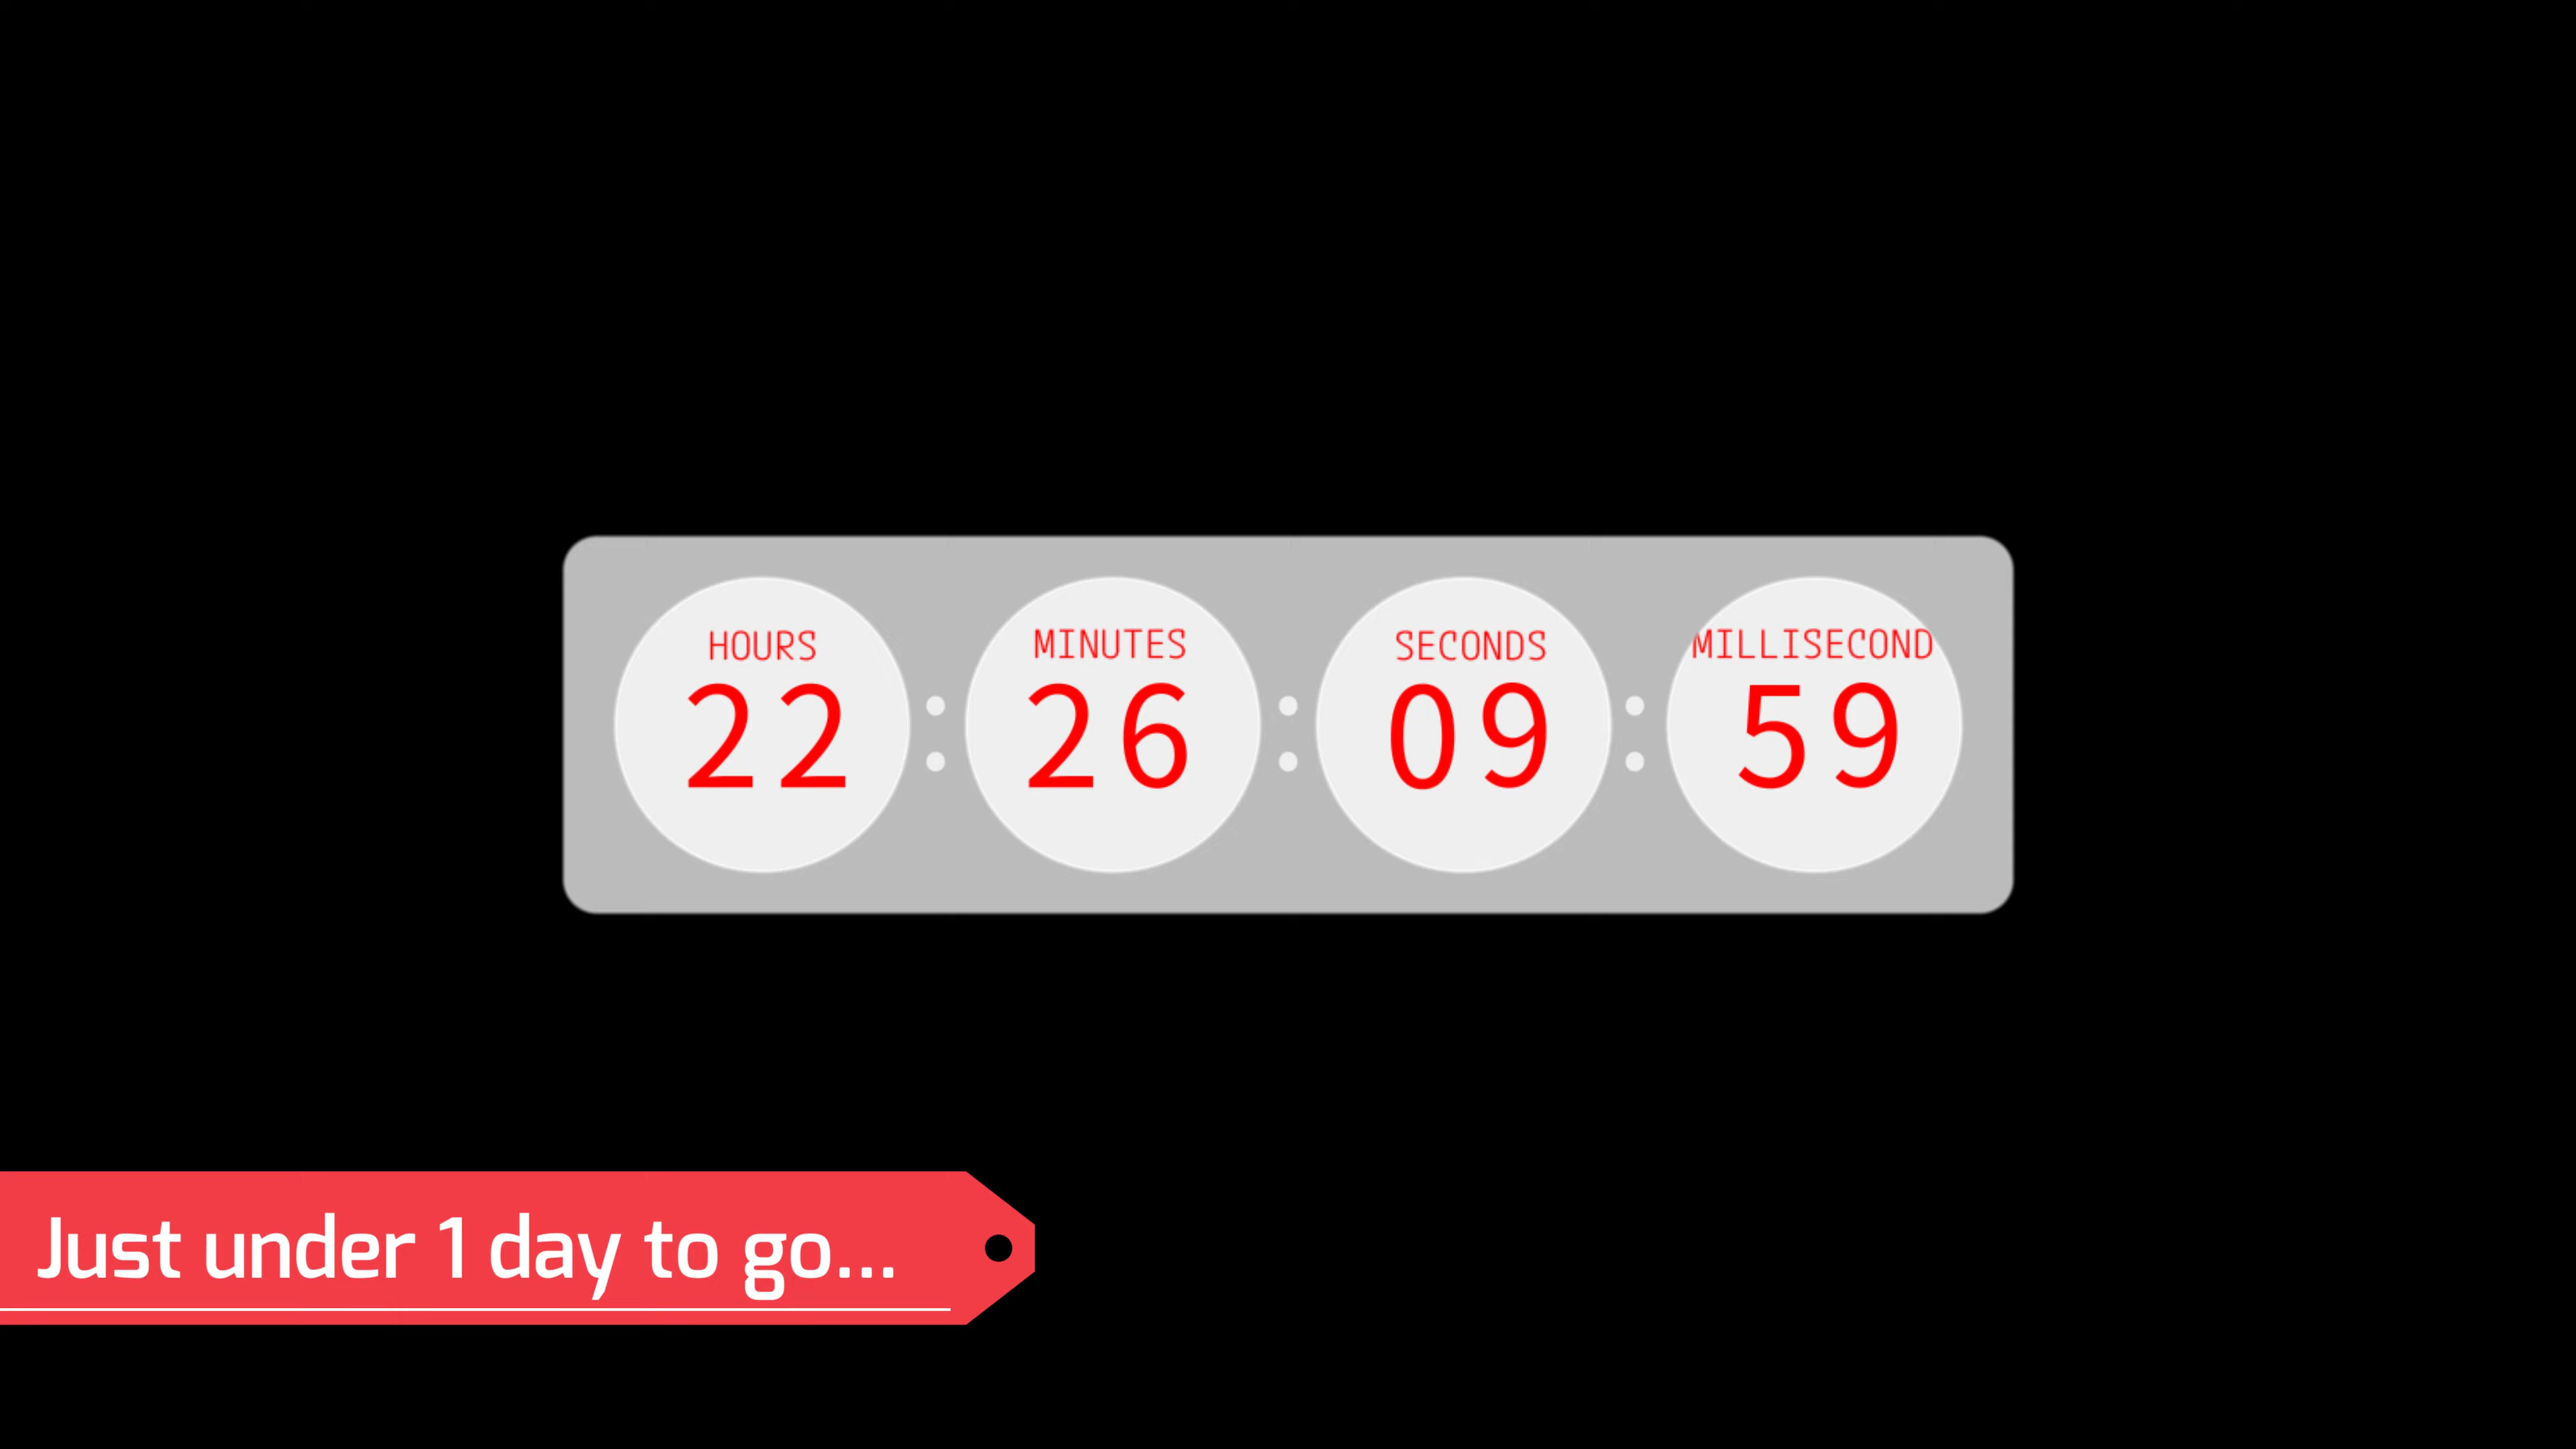 HOURS MINUTES SECONDS MILLISECOND
22 : 26 : 09 : 59
Just under 1 day to go...